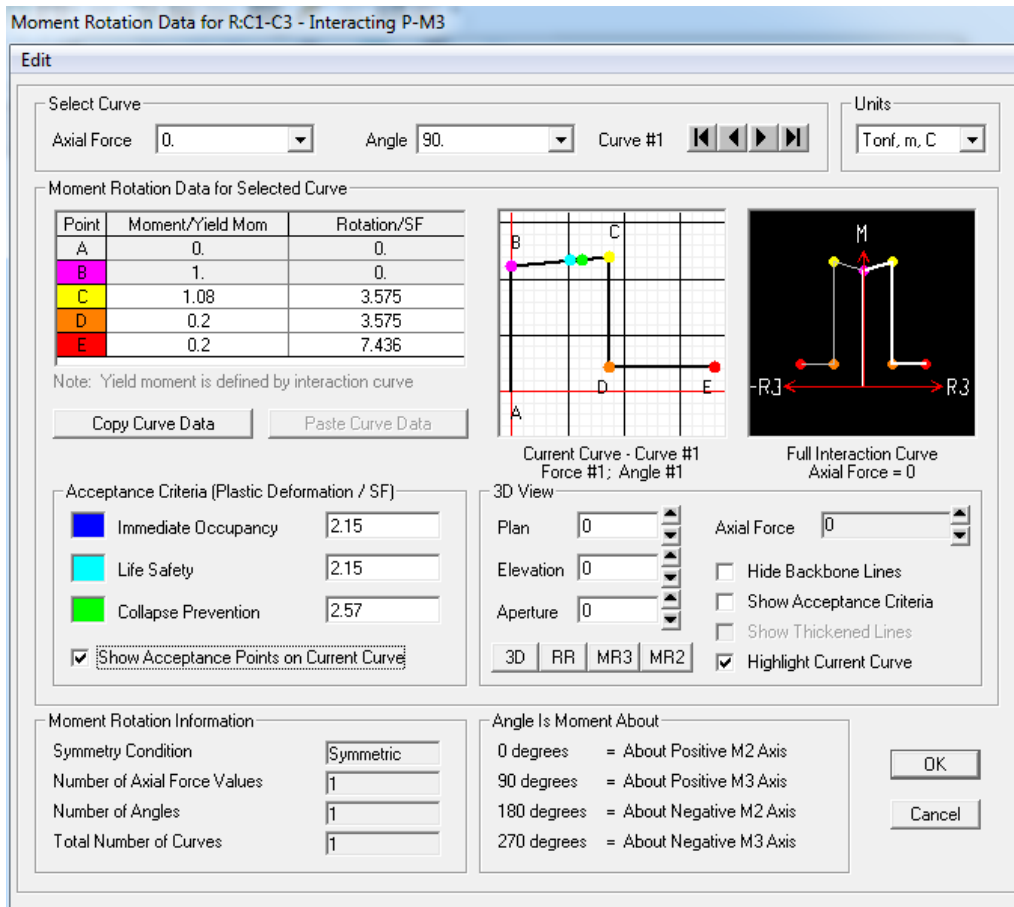 Moment Rotation Data for R:C1-C3 - Interacting P-M3
Edit
Select Curve
Axial Force 0. Angle 90. Curve #1
Units
Tonf, m, C
Moment Rotation Data for Selected Curve
Point Moment/Yield Mom Rotation/SF
A 0. 0.
B 1. 0.
C 1.08 3.575
D 0.2 3.575
E 0.2 7.436
Note: Yield moment is defined by interaction curve
Copy Curve Data Paste Curve Data
B
C
D
E
A
Current Curve - Curve #1
Force #1; Angle #1
M
-R3
R3
Full Interaction Curve
Axial Force = 0
Acceptance Criteria (Plastic Deformation / SF)
Immediate Occupancy 2.15
Life Safety 2.15
Collapse Prevention 2.57
Show Acceptance Points on Current Curve
3D View
Plan 0
Elevation 0
Aperture 0
3D RR MR3 MR2
Axial Force 0
Hide Backbone Lines
Show Acceptance Criteria
Show Thickened Lines
Highlight Current Curve
Moment Rotation Information
Symmetry Condition Symmetric
Number of Axial Force Values 1
Number of Angles 1
Total Number of Curves 1
Angle Is Moment About
0 degrees = About Positive M2 Axis
90 degrees = About Positive M3 Axis
180 degrees = About Negative M2 Axis
270 degrees = About Negative M3 Axis
OK
Cancel